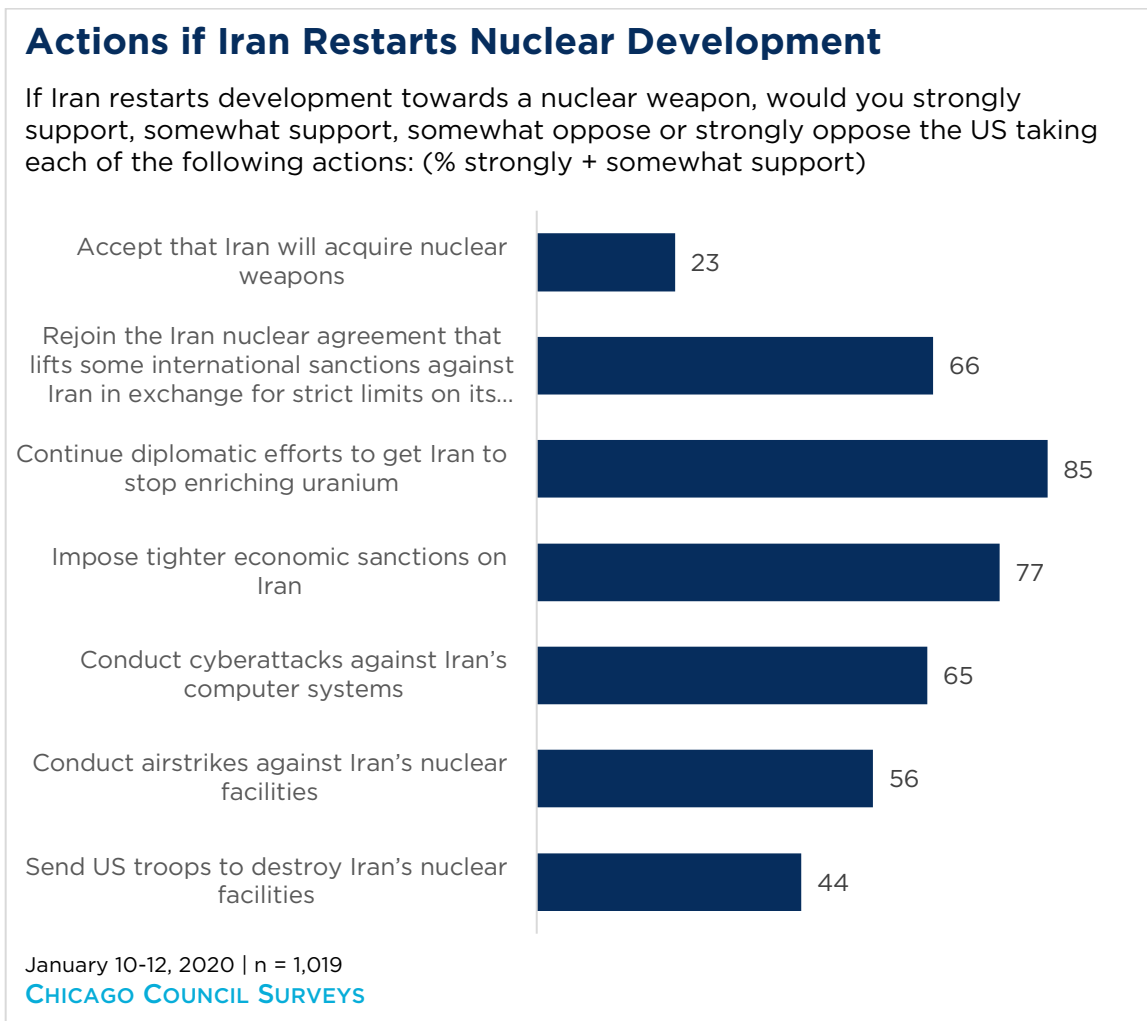 Actions if Iran Restarts Nuclear Development
If Iran restarts development towards a nuclear weapon, would you strongly
support, somewhat support, somewhat oppose or strongly oppose the US taking
each of the following actions: (% strongly + somewhat support)
Accept that Iran will acquire nuclear
weapons
23
Rejoin the Iran nuclear agreement that
lifts some international sanctions against
Iran in exchange for strict limits on its...
66
Continue diplomatic efforts to get Iran to
stop enriching uranium
85
Impose tighter economic sanctions on
Iran
77
Conduct cyberattacks against Iran’s
computer systems
65
Conduct airstrikes against Iran’s nuclear
facilities
56
Send US troops to destroy Iran’s nuclear
facilities
44
January 10-12, 2020 | n = 1,019
CHICAGO COUNCIL SURVEYS